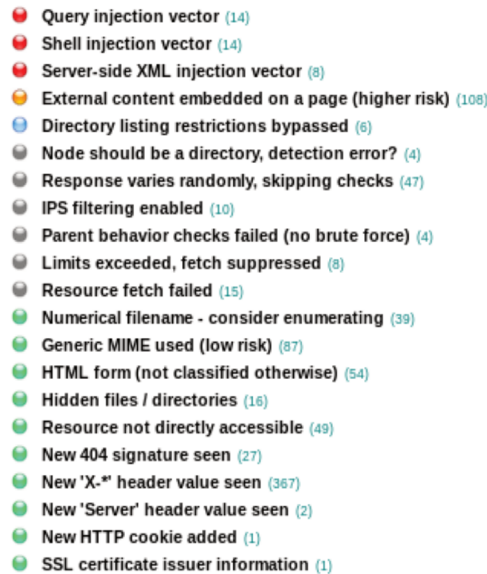 Query injection vector (14)
Shell injection vector (14)
Server-side XML injection vector (8)
External content embedded on a page (higher risk) (108)
Directory listing restrictions bypassed (6)
Node should be a directory, detection error? (4)
Response varies randomly, skipping checks (47)
IPS filtering enabled (10)
Parent behavior checks failed (no brute force) (4)
Limits exceeded, fetch suppressed (8)
Resource fetch failed (15)
Numerical filename - consider enumerating (39)
Generic MIME used (low risk) (87)
HTML form (not classified otherwise) (54)
Hidden files / directories (16)
Resource not directly accessible (49)
New 404 signature seen (27)
New 'X-*' header value seen (367)
New 'Server' header value seen (2)
New HTTP cookie added (1)
SSL certificate issuer information (1)